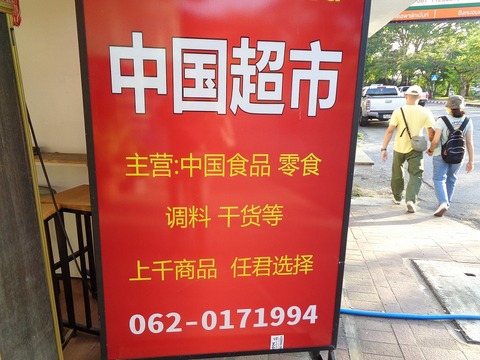 中国超市
主营:中国食品 零食
调料 干货等
上千商品 任君选择
062-0171994